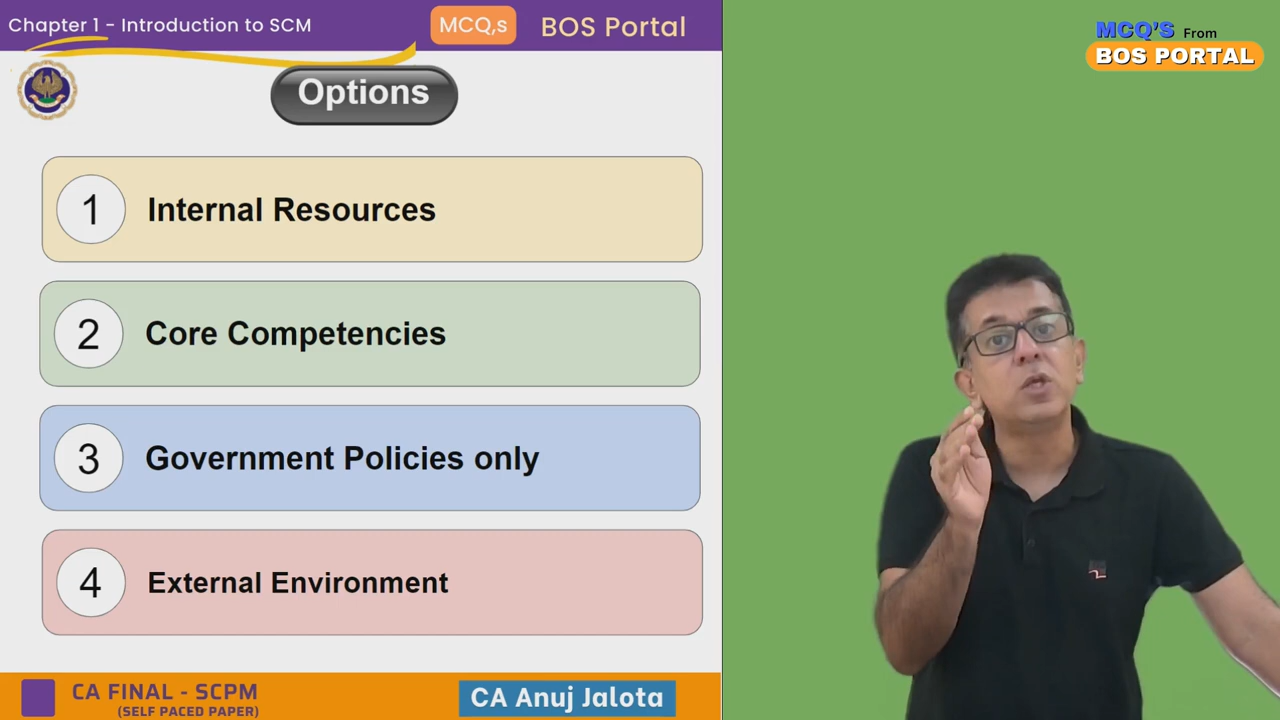 Chapter 1 - Introduction to SCM
MCQ,s
BOS Portal
MCQ'S From
BOS PORTAL
Options
1 Internal Resources
2 Core Competencies
3 Government Policies only
4 External Environment
CA FINAL - SCPM
(SELF PACED PAPER)
CA Anuj Jalota